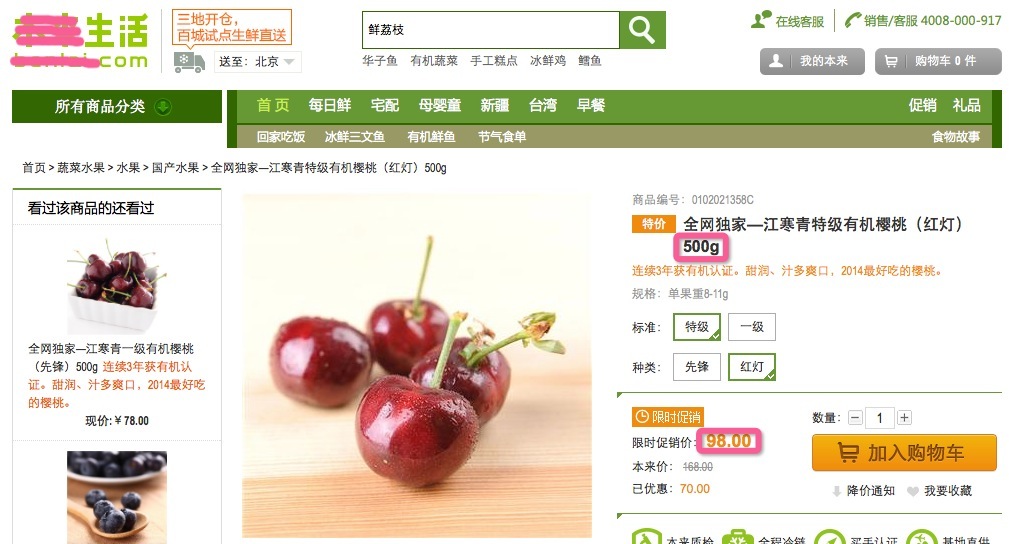 生活
.com
三地开仓，
百城试点生鲜直送
送至：北京
鲜荔枝
华子鱼 有机蔬菜 手工糕点 冰鲜鸡 鳕鱼
在线客服
销售/客服 4008-000-917
我的本来
购物车 0 件
所有商品分类
首 页 每日鲜 宅配 母婴童 新疆 台湾 早餐
促销 礼品
回家吃饭 冰鲜三文鱼 有机鲜鱼 节气食单
食物故事
首页 > 蔬菜水果 > 水果 > 国产水果 > 全网独家—江寒青特级有机樱桃（红灯）500g
看过该商品的还看过
全网独家—江寒青一级有机樱桃
（先锋）500g 连续3年获有机认
证。甜润、汁多爽口，2014最好吃
的樱桃。
现价: ¥ 78.00
商品编号： 0102021358C
特价 全网独家—江寒青特级有机樱桃（红灯）
500g
连续3年获有机认证。甜润、汁多爽口，2014最好吃的樱桃。
规格：单果重8-11g
标准： 特级 一级
种类： 先锋 红灯
限时促销
限时促销价: 98.00
本来价： 168.00
已优惠： 70.00
数量： 1
加入购物车
降价通知 我要收藏
本来质检 全程冷链 买手认证 基地直供